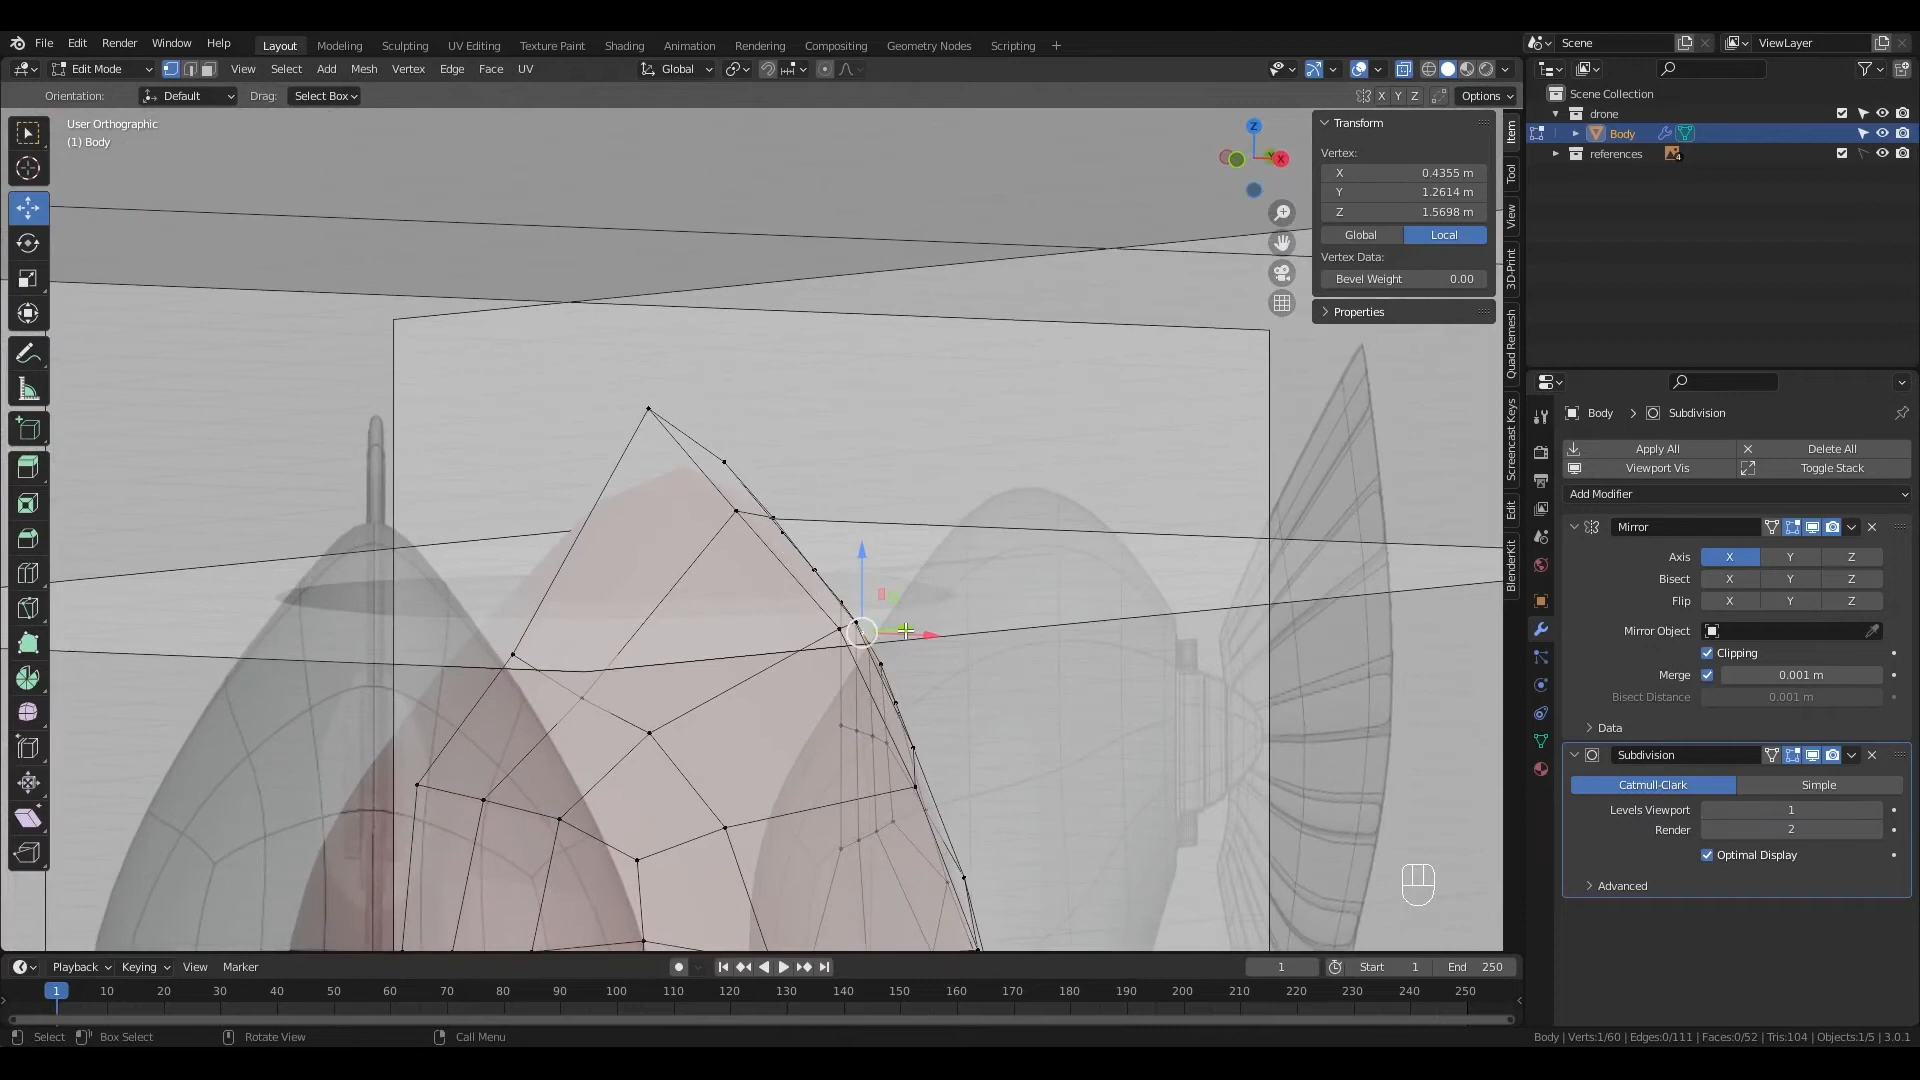 File Edit Render Window Help Layout Modeling Sculpting UV Editing Texture Paint Shading Animation Rendering Compositing Geometry Nodes Scripting + Scene ViewLayer
Edit Mode View Select Add Mesh Vertex Edge Face UV Global
Orientation: Default Drag: Select Box X Y Z Options
User Orthographic
(1) Body
Z
X
Y
Transform
Vertex:
X 0.4355 m
Y 1.2614 m
Z 1.5698 m
Global Local
Vertex Data:
Bevel Weight 0.00
Properties
Item
Tool
View
3D-Print
Quad Remesh
Screencast Keys
Edit
BlenderKit
Scene Collection
drone
Body
references 4
Body > Subdivision
Apply All Delete All
Viewport Vis Toggle Stack
Add Modifier
Mirror
Axis X Y Z
Bisect X Y Z
Flip X Y Z
Mirror Object
Clipping
Merge 0.001 m
Bisect Distance 0.001 m
Data
Subdivision
Catmull-Clark Simple
Levels Viewport 1
Render 2
Optimal Display
Advanced
Playback Keying View Marker 1 Start 1 End 250
1 10 20 30 40 50 60 70 80 90 100 110 120 130 140 150 160 170 180 190 200 210 220 230 240 250
Select Box Select Rotate View Call Menu Body | Verts:1/60 | Edges:0/111 | Faces:0/52 | Tris:104 | Objects:1/5 | 3.0.1